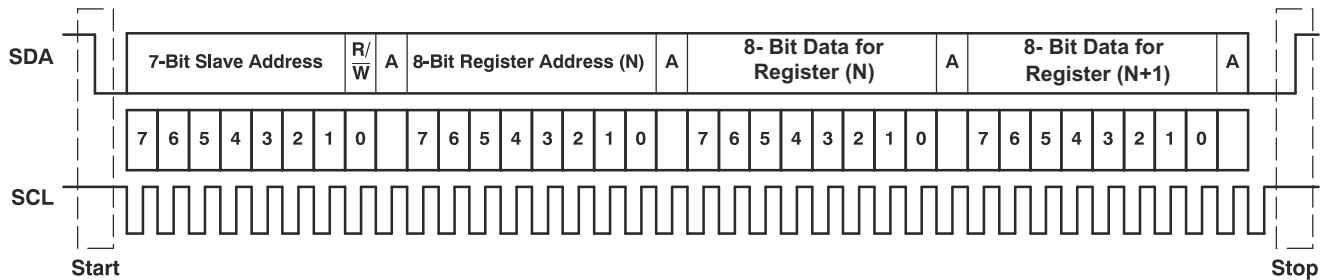 SDA
7-Bit Slave Address
R/
W
A
8-Bit Register Address (N)
A
8- Bit Data for
Register (N)
A
8- Bit Data for
Register (N+1)
A
7 6 5 4 3 2 1 0 7 6 5 4 3 2 1 0 7 6 5 4 3 2 1 0 7 6 5 4 3 2 1 0
SCL
Start
Stop